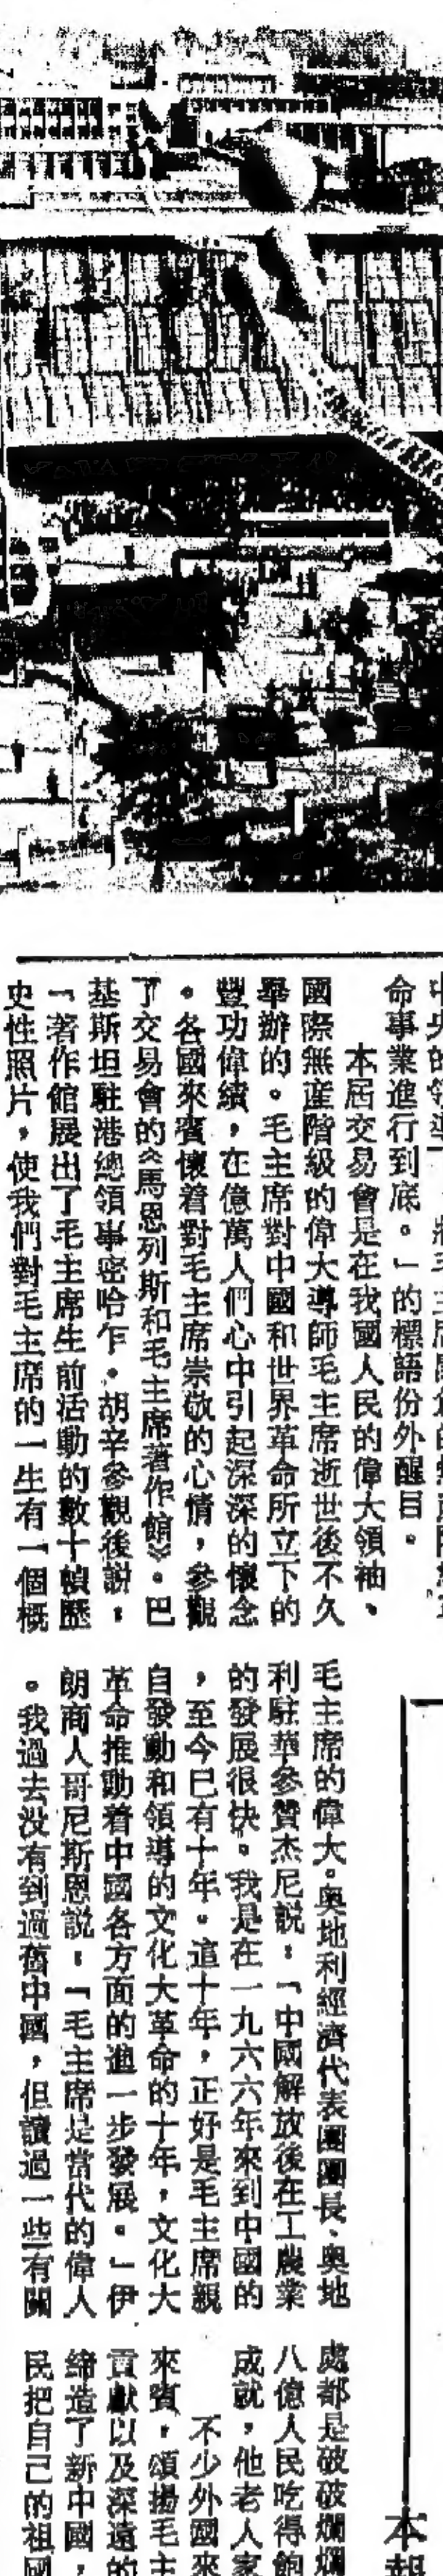 命事業進行到底。」的標語份外醒目。
本屆交易會是在我國人民的偉大領袖、
國際無産階級的偉大導師毛主席逝世後不久
舉辦的。毛主席對中國和世界革命所立下的
豐功偉績，在億萬人們心中引起深深的懷念
。各國來賓懷着對毛主席崇敬的心情，參觀
了交易會的《馬恩列斯和毛主席著作館》。巴
基斯坦駐港總領事密哈乍·胡辛參觀後説：
「著作館展出了毛主席生前活動的數十幀歷
史性照片，使我們對毛主席的一生有一個概
毛主席的偉大。奥地利經濟代表團團長、奥地
利駐華參贊杰尼説：「中國解放後在工農業
的發展很快。我是在一九六六年來到中國的
，至今已有十年。這十年，正好是毛主席親
自發動和領導的文化大革命的十年，文化大
革命推動着中國各方面的進一步發展。」伊
朗商人哥尼斯恩説：「毛主席是當代的偉人
。我過去没有到過舊中國，但讀過一些有關
本報
處都是破破爛爛
八億人民吃得飽
成就，他老人家
不少外國來
來賓，頌揚毛主
貢獻以及深遠的
締造了新中國，
民把自己的祖國